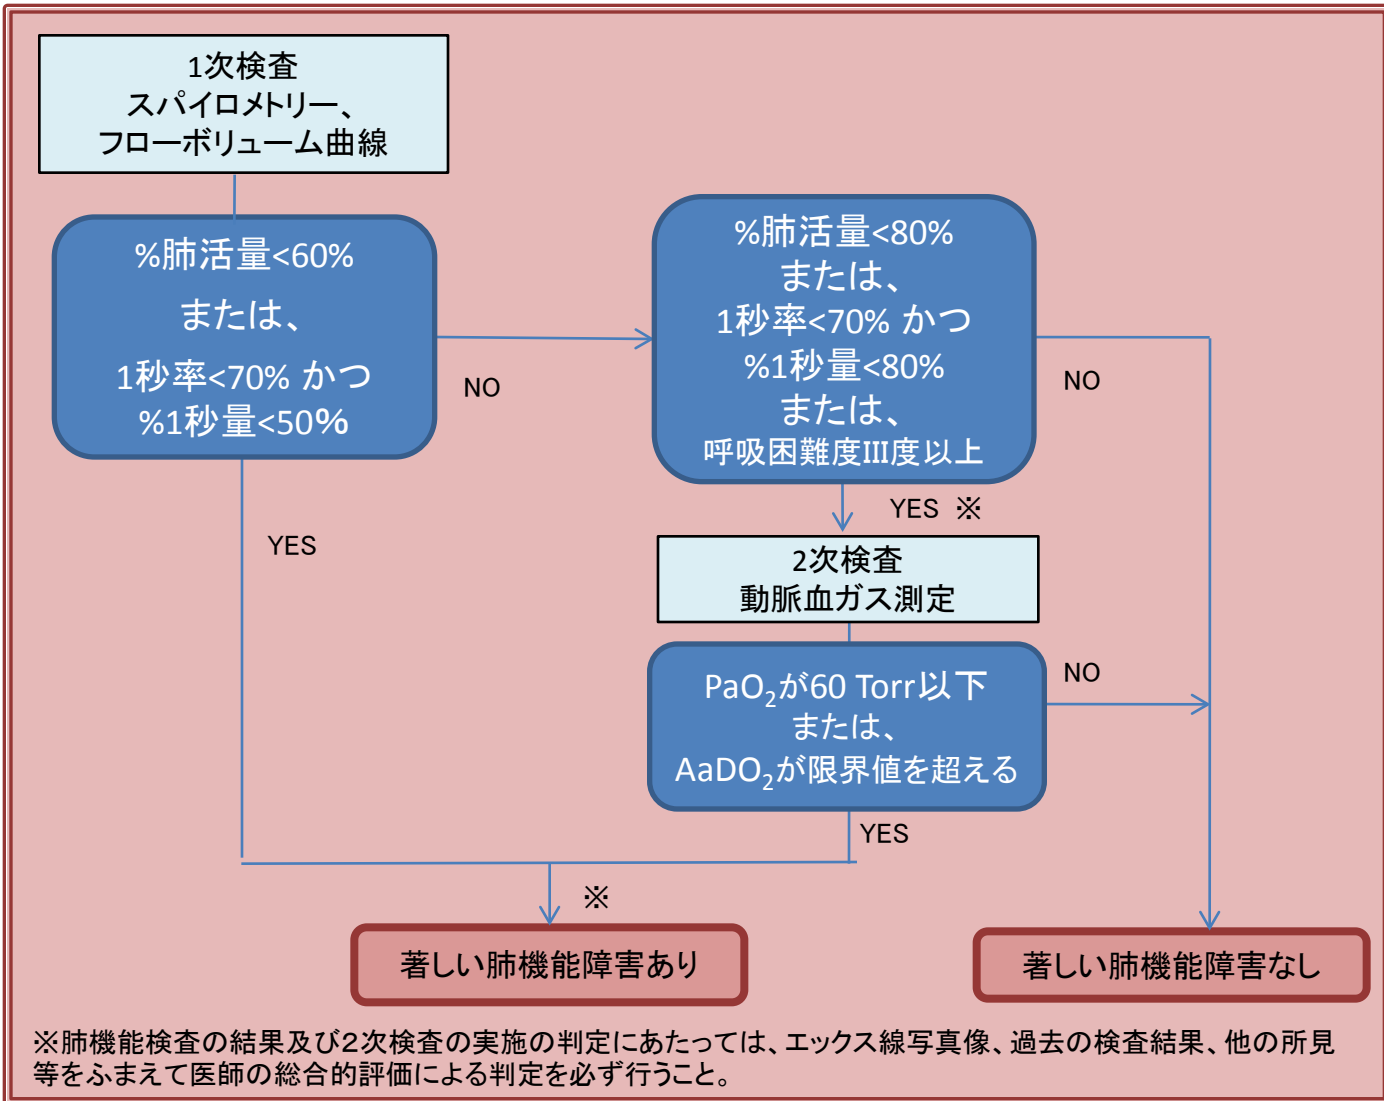 1次検査
スパイロメトリー、
フローボリューム曲線
%肺活量<60%
または、
1秒率<70% かつ
%1秒量<50%
NO
YES
%肺活量<80%
または、
1秒率<70% かつ
%1秒量<80%
または、
呼吸困難度III度以上
NO
YES ※
2次検査
動脈血ガス測定
PaO2が60 Torr以下
または、
AaDO2が限界値を超える
NO
YES
※
著しい肺機能障害あり
著しい肺機能障害なし
※肺機能検査の結果及び2次検査の実施の判定にあたっては、エックス線写真像、過去の検査結果、他の所見
等をふまえて医師の総合的評価による判定を必ず行うこと。